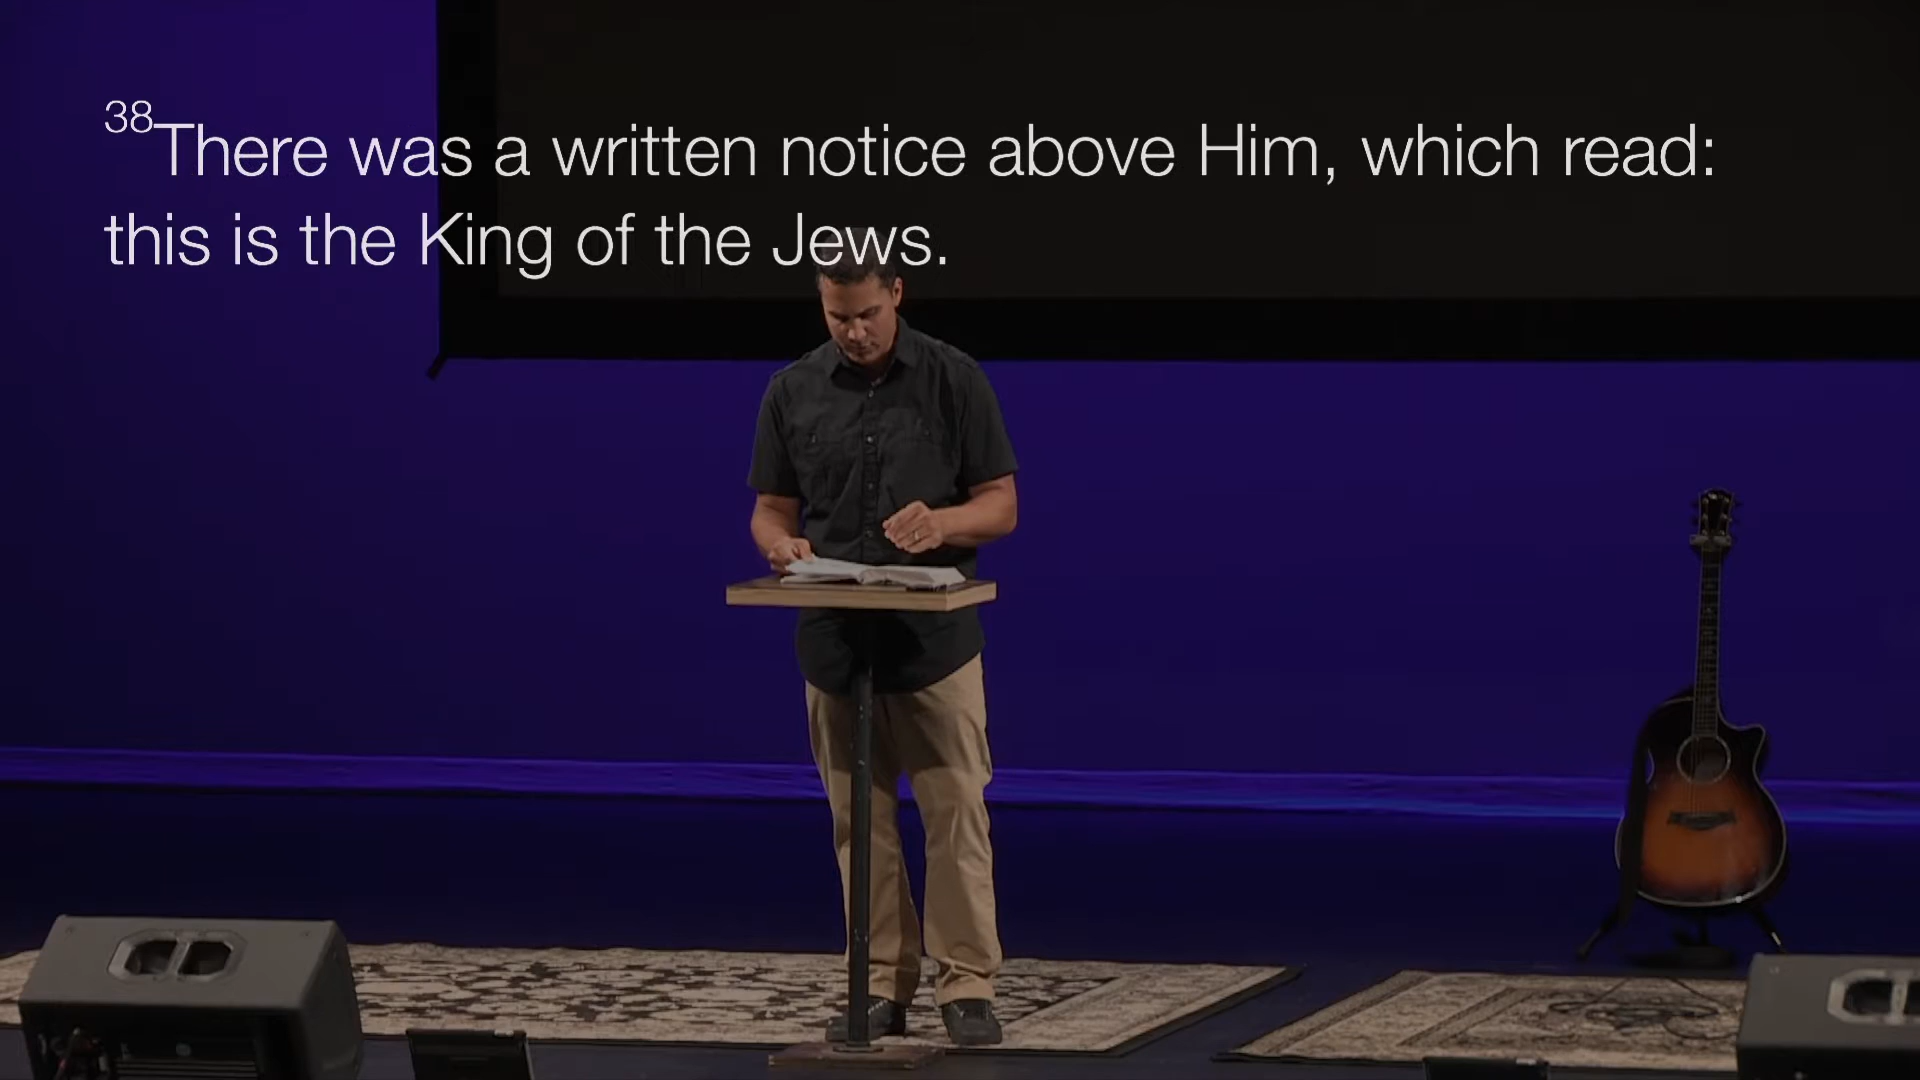 38There was a written notice above Him, which read:
this is the King of the Jews.